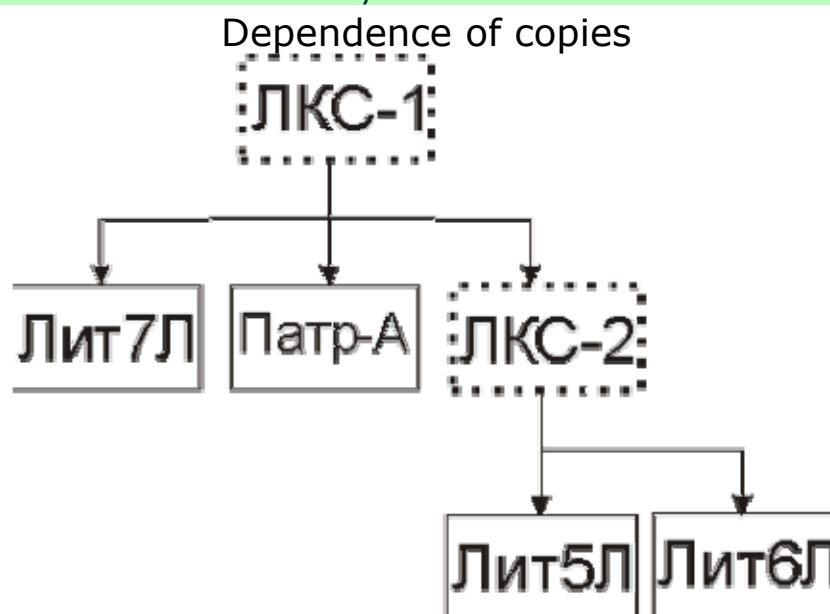 Dependence of copies
ЛКС-1
Лит7Л
Патр-А
ЛКС-2
Лит5Л
Лит6Л